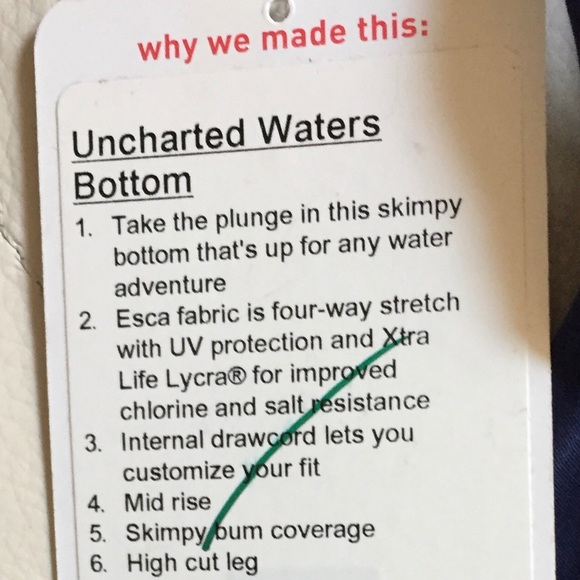 why we made this:
Uncharted Waters
Bottom
1. Take the plunge in this skimpy
bottom that's up for any water
adventure
2. Esca fabric is four-way stretch
with UV protection and Xtra
Life Lycra® for improved
chlorine and salt resistance
3. Internal drawcord lets you
customize your fit
4. Mid rise
5. Skimpy bum coverage
6. High cut leg